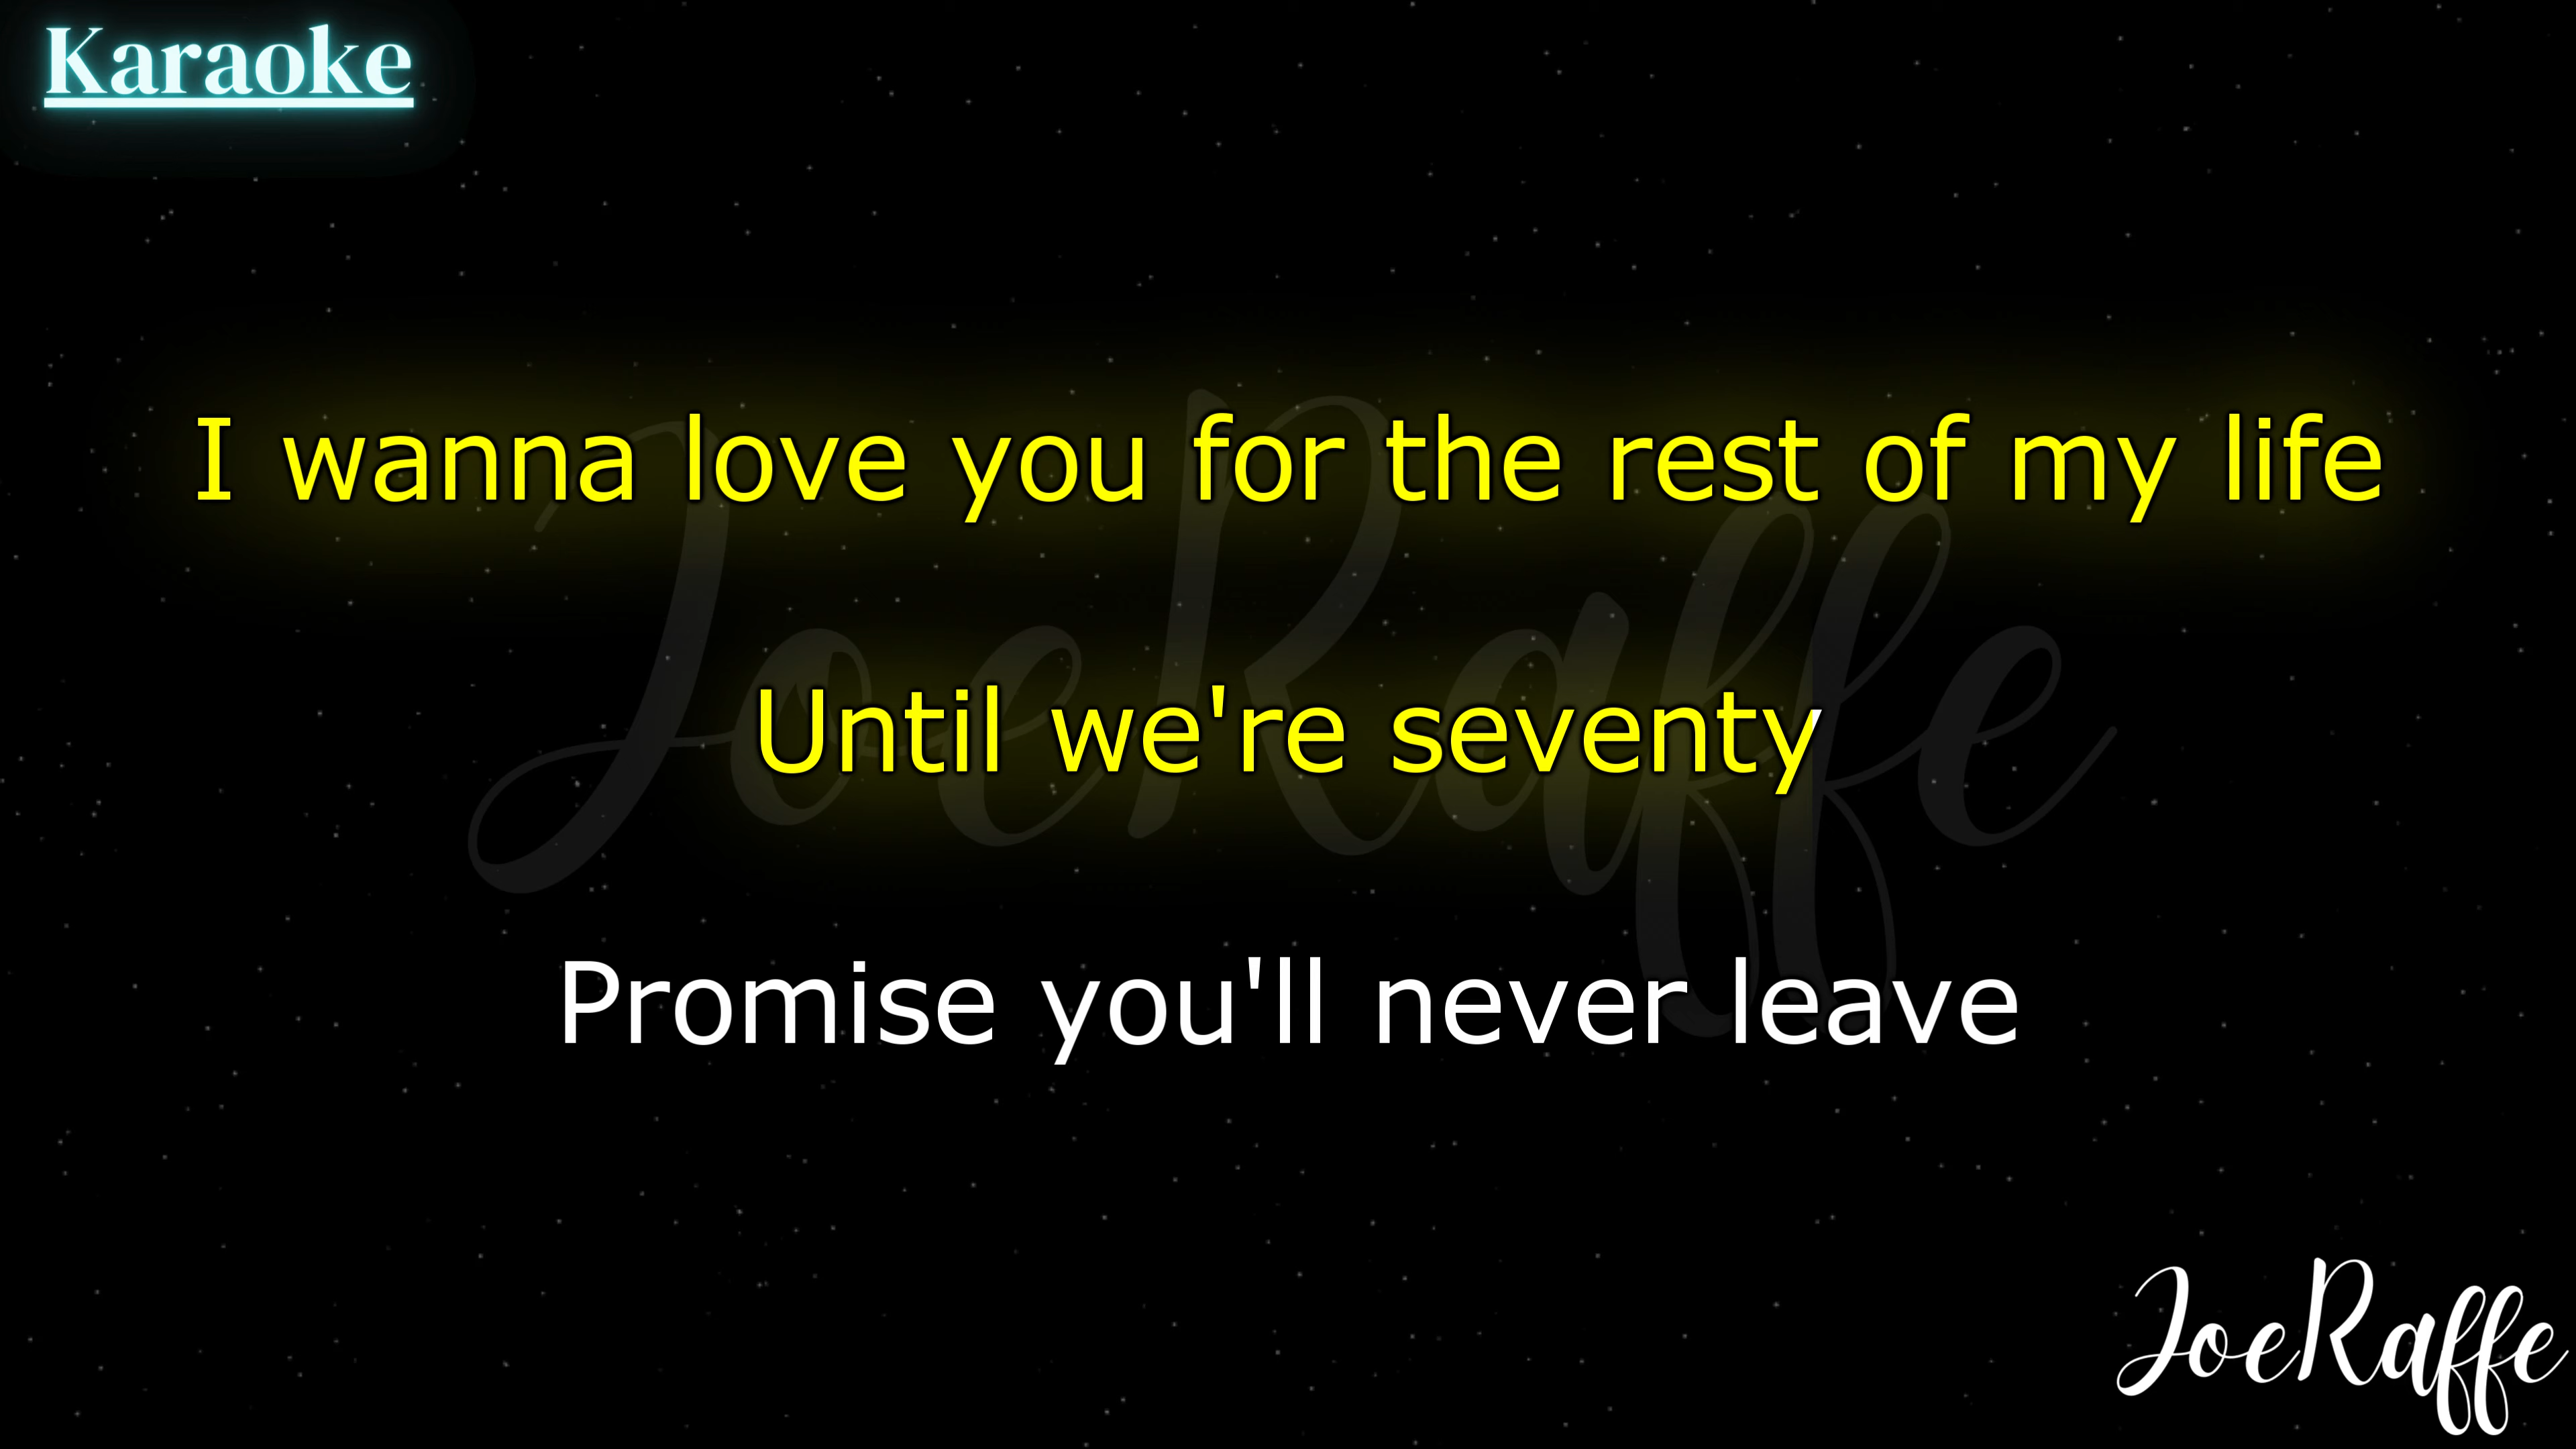 Karaoke
I wanna love you for the rest of my life
Until we're seventy
Promise you'll never leave
JoeRaffe
JoeRaffe